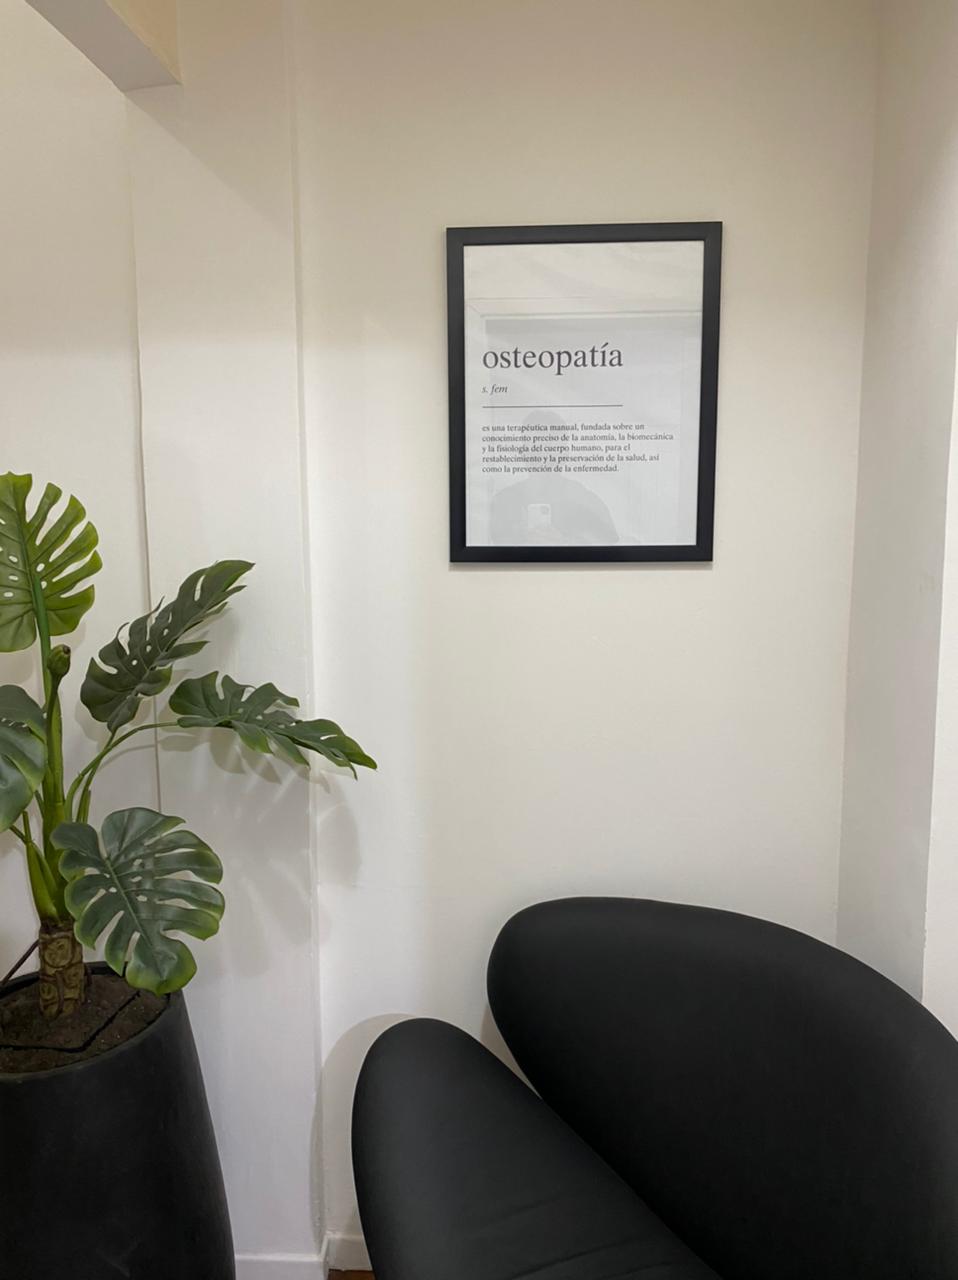 osteopatía
s. fem
es una terapéutica manual, fundada sobre un
conocimiento preciso de la anatomía, la biomecánica
y la fisiología del cuerpo humano, para el
restablecimiento y la preservación de la salud, así
como la prevención de la enfermedad.